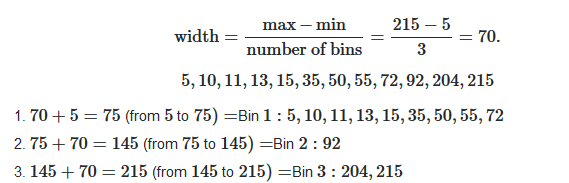 width = max − min / number of bins = 215 − 5 / 3 = 70.
5, 10, 11, 13, 15, 35, 50, 55, 72, 92, 204, 215
1. 70 + 5 = 75 (from 5 to 75) =Bin 1 : 5, 10, 11, 13, 15, 35, 50, 55, 72
2. 75 + 70 = 145 (from 75 to 145) =Bin 2 : 92
3. 145 + 70 = 215 (from 145 to 215) =Bin 3 : 204, 215